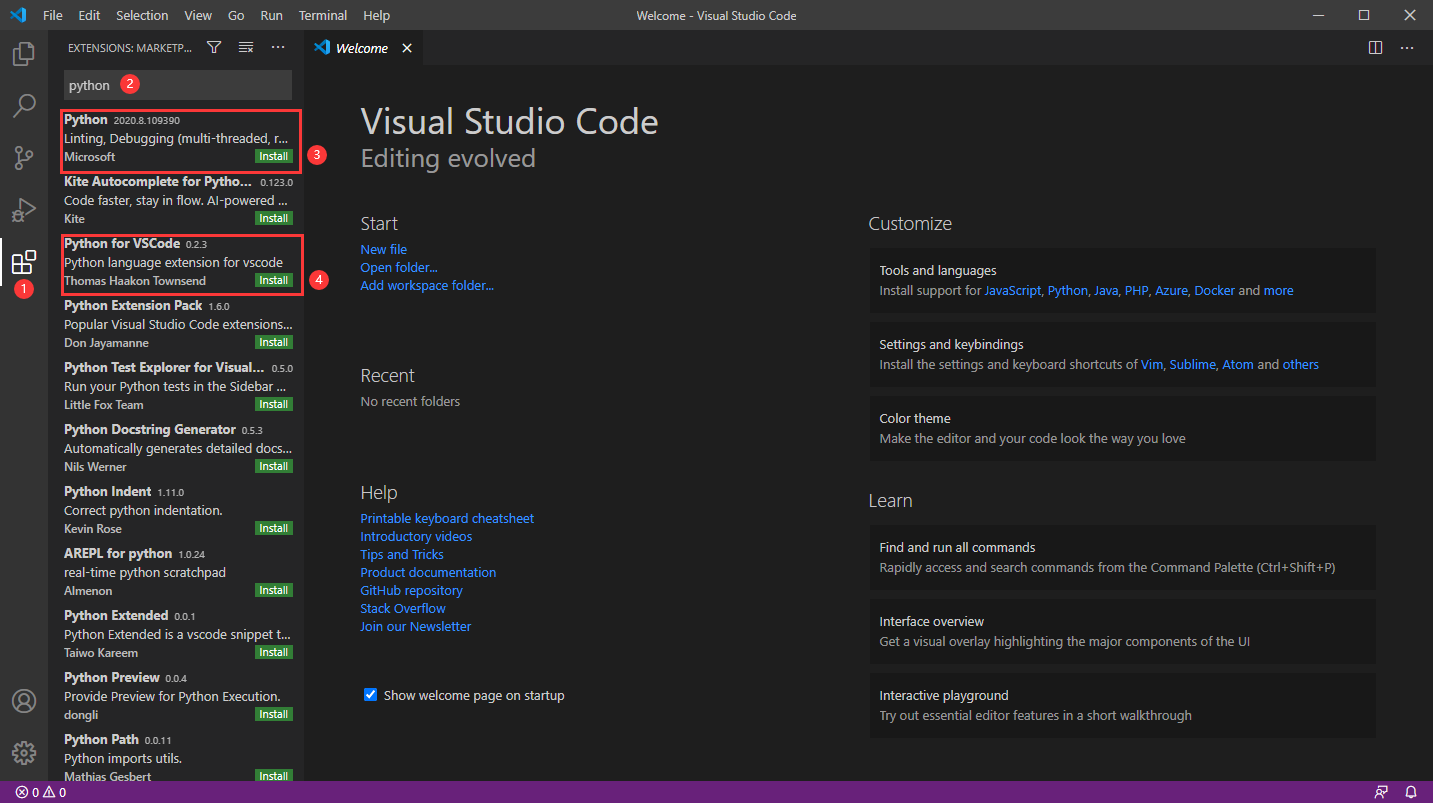 File Edit Selection View Go Run Terminal Help
Welcome - Visual Studio Code
EXTENSIONS: MARKETP...
python
2
Python 2020.8.109390
Linting, Debugging (multi-threaded, r...
Microsoft Install
3
Kite Autocomplete for Pytho... 0.123.0
Code faster, stay in flow. AI-powered ...
Kite Install
Python for VSCode 0.2.3
Python language extension for vscode
Thomas Haakon Townsend Install
4
1
Python Extension Pack 1.6.0
Popular Visual Studio Code extensions...
Don Jayamanne Install
Python Test Explorer for Visual... 0.5.0
Run your Python tests in the Sidebar ...
Little Fox Team Install
Python Docstring Generator 0.5.3
Automatically generates detailed docs...
Nils Werner Install
Python Indent 1.11.0
Correct python indentation.
Kevin Rose Install
AREPL for python 1.0.24
real-time python scratchpad
Almenon Install
Python Extended 0.0.1
Python Extended is a vscode snippet t...
Taiwo Kareem Install
Python Preview 0.0.4
Provide Preview for Python Execution.
dongli Install
Python Path 0.0.11
Python imports utils.
Mathias Gesbert Install
Welcome
Visual Studio Code
Editing evolved
Start
New file
Open folder...
Add workspace folder...
Recent
No recent folders
Help
Printable keyboard cheatsheet
Introductory videos
Tips and Tricks
Product documentation
GitHub repository
Stack Overflow
Join our Newsletter
Show welcome page on startup
Customize
Tools and languages
Install support for JavaScript, Python, Java, PHP, Azure, Docker and more
Settings and keybindings
Install the settings and keyboard shortcuts of Vim, Sublime, Atom and others
Color theme
Make the editor and your code look the way you love
Learn
Find and run all commands
Rapidly access and search commands from the Command Palette (Ctrl+Shift+P)
Interface overview
Get a visual overlay highlighting the major components of the UI
Interactive playground
Try out essential editor features in a short walkthrough
0 0